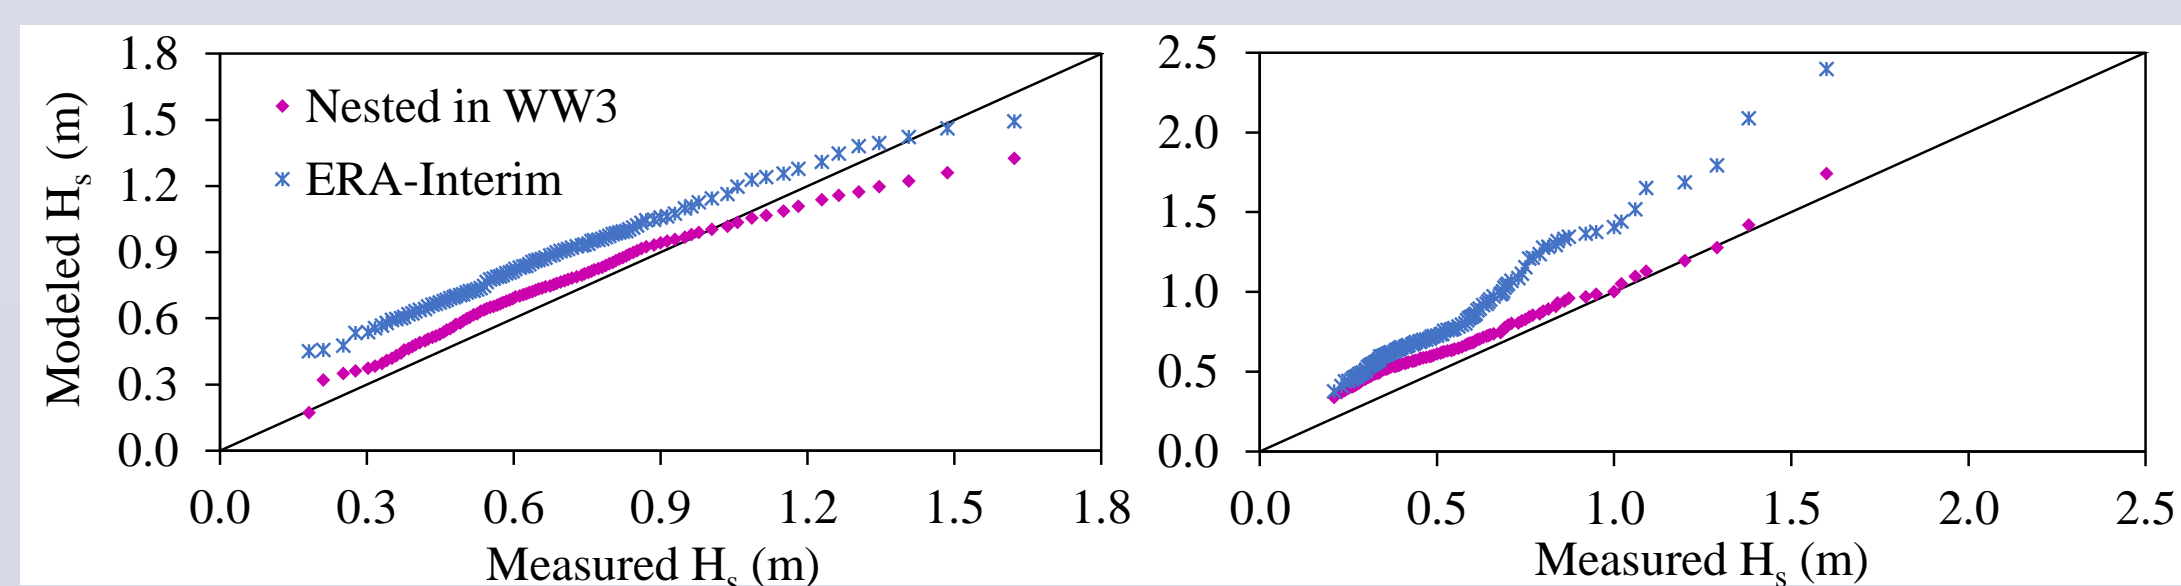 1.8
1.5
1.2
0.9
0.6
0.3
0.0
Modeled Hs (m)
Nested in WW3
ERA-Interim
0.0 0.3 0.6 0.9 1.2 1.5 1.8
Measured Hs (m)
2.5
2.0
1.5
1.0
0.5
0.0
0.0 0.5 1.0 1.5 2.0 2.5
Measured Hs (m)